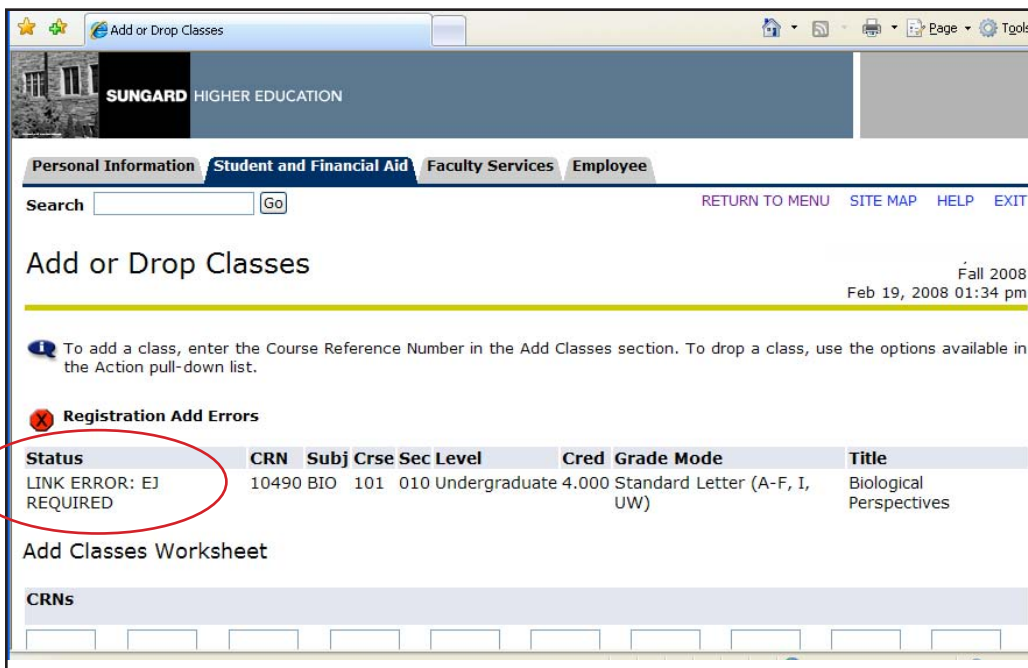 Add or Drop Classes
Page
Tools
SUNGARD HIGHER EDUCATION
Personal Information Student and Financial Aid Faculty Services Employee
Search Go RETURN TO MENU SITE MAP HELP EXIT
Add or Drop Classes
Fall 2008
Feb 19, 2008 01:34 pm
To add a class, enter the Course Reference Number in the Add Classes section. To drop a class, use the options available in
the Action pull-down list.
Registration Add Errors
Status CRN Subj Crse Sec Level Cred Grade Mode Title
LINK ERROR: EJ 10490 BIO 101 010 Undergraduate 4.000 Standard Letter (A-F, I, Biological
REQUIRED UW) Perspectives
Add Classes Worksheet
CRNs